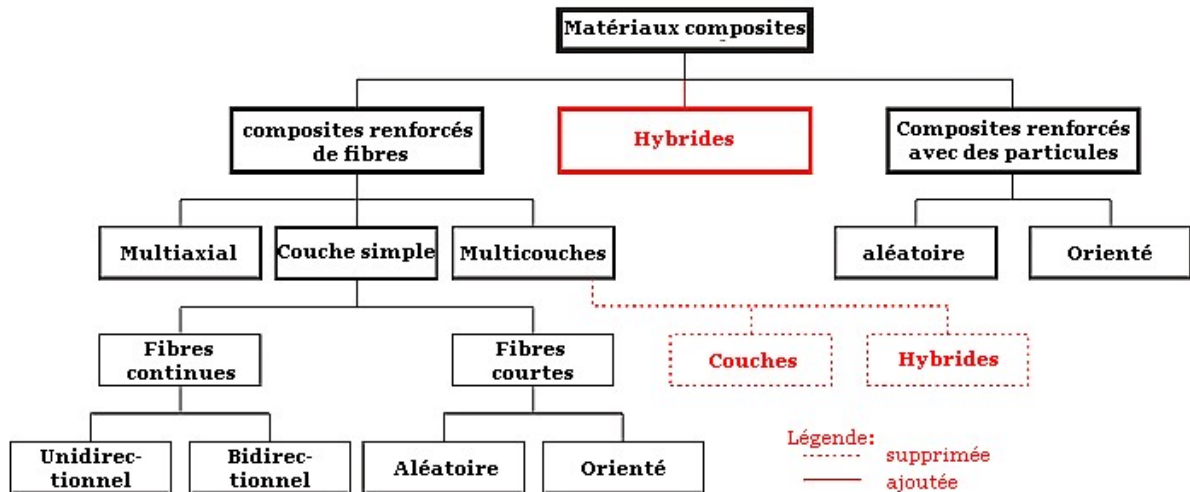 Matériaux composites
composites renforcés
de fibres
Hybrides
Composites renforcés
avec des particules
Multiaxial
Couche simple
Multicouches
aléatoire
Orienté
Fibres
continues
Fibres
courtes
Couches
Hybrides
Unidirec-
tionnel
Bidirec-
tionnel
Aléatoire
Orienté
Légende:
supprimée
ajoutée